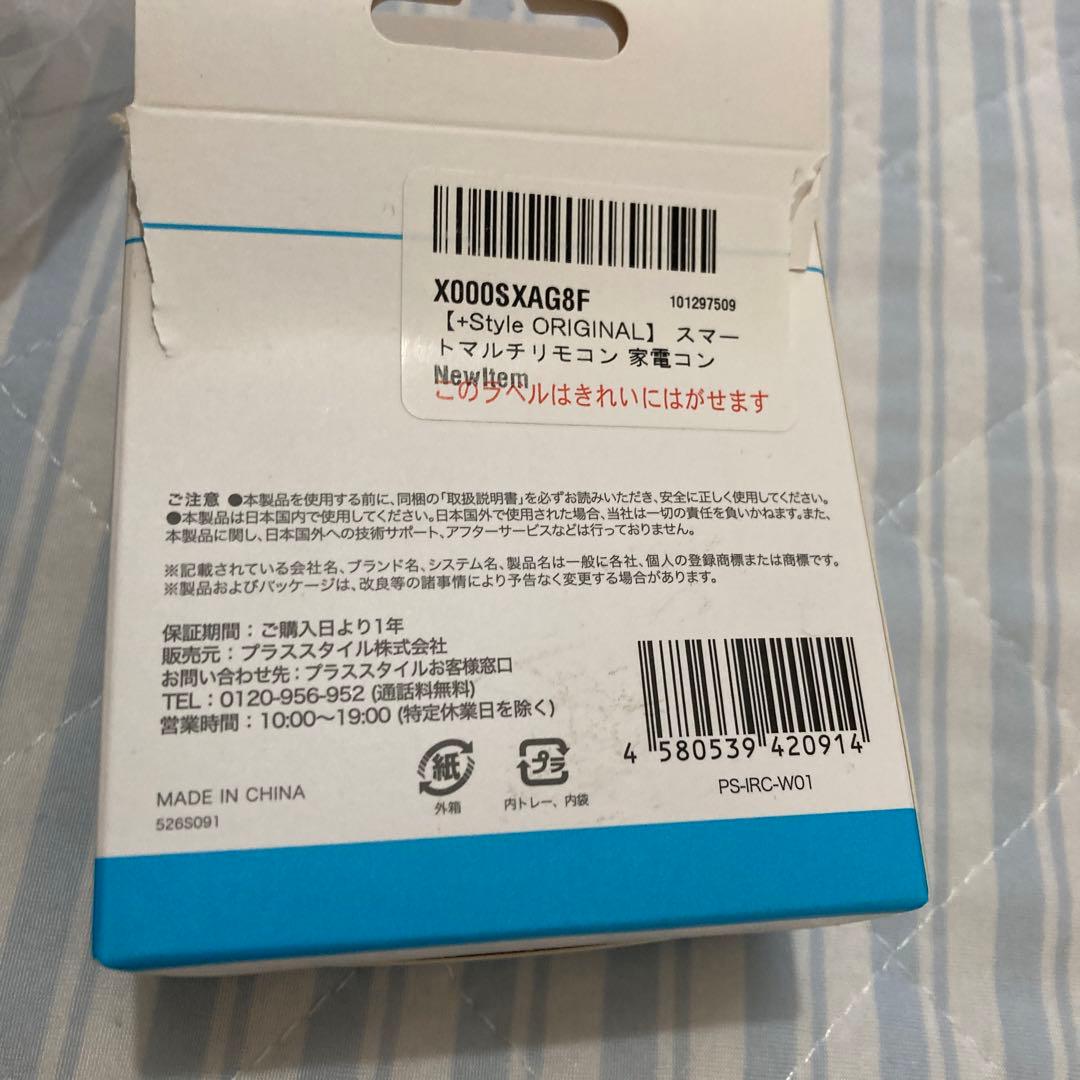 X000SXAG8F 101297509
【+Style ORIGINAL】 スマー
トマルチリモコン 家電コン
NewItem
このラベルはきれいにはがせます
ご注意 ●本製品を使用する前に、同梱の「取扱説明書」を必ずお読みいただき、安全に正しく使用してください。
●本製品は日本国内で使用してください。日本国外で使用された場合、当社は一切の責任を負いかねます。また、
本製品に関し、日本国外への技術サポート、アフターサービスなどは行っておりません。
※記載されている会社名、ブランド名、システム名、製品名は一般に各社、個人の登録商標または商標です。
※製品およびパッケージは、改良等の諸事情により予告なく変更する場合があります。
保証期間：ご購入日より1年
販売元：プラススタイル株式会社
お問い合わせ先：プラススタイルお客様窓口
TEL：0120-956-952 (通話料無料)
営業時間：10:00〜19:00 (特定休業日を除く)
紙
外箱
プラ
内トレー、内袋
4 580539 420914
PS-IRC-W01
MADE IN CHINA
526S091